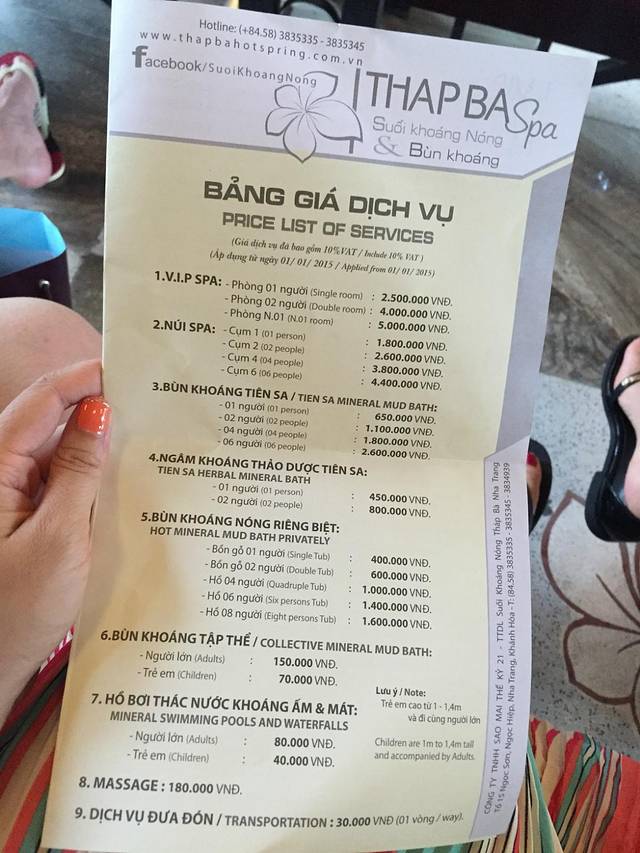 Hotline: (+84.58) 3835335 - 3835345
www.thapbahotspring.com.vn
facebook/SuoiKhoangNong
THAP BA Spa
Suối khoáng Nóng
& Bùn khoáng
BẢNG GIÁ DỊCH VỤ
PRICE LIST OF SERVICES
(Giá dịch vụ đã bao gồm 10%VAT / Include 10% VAT )
(Áp dụng từ ngày 01/ 01/ 2015 / Applied from 01/ 01/ 2015)
1.V.I.P SPA: - Phòng 01 người (Single room) : 2.500.000 VNĐ.
- Phòng 02 người (Double room) : 4.000.000 VNĐ.
- Phòng N.01 (N.01 room) : 5.000.000 VNĐ.
2.NÚI SPA: - Cụm 1 (01 person) : 1.800.000 VNĐ.
- Cụm 2 (02 people) : 2.600.000 VNĐ.
- Cụm 4 (04 people) : 3.800.000 VNĐ.
- Cụm 6 (06 people) : 4.400.000 VNĐ.
3.BÙN KHOÁNG TIÊN SA / TIEN SA MINERAL MUD BATH:
- 01 người (01 person) : 650.000 VNĐ.
- 02 người (02 people) : 1.100.000 VNĐ.
- 04 người (04 people) : 1.800.000 VNĐ.
- 06 người (06 people) : 2.600.000 VNĐ.
4.NGÂM KHOÁNG THẢO DƯỢC TIÊN SA:
TIEN SA HERBAL MINERAL BATH
- 01 người (01 person) : 450.000 VNĐ.
- 02 người (02 people) : 800.000 VNĐ.
5.BÙN KHOÁNG NÓNG RIÊNG BIỆT:
HOT MINERAL MUD BATH PRIVATELY
- Bồn gỗ 01 người (Single Tub) : 400.000 VNĐ.
- Bồn gỗ 02 người (Double Tub) : 600.000 VNĐ.
- Hồ 04 người (Quadruple Tub) : 1.000.000 VNĐ.
- Hồ 06 người (Six persons Tub) : 1.400.000 VNĐ.
- Hồ 08 người (Eight persons Tub) : 1.600.000 VNĐ.
6.BÙN KHOÁNG TẬP THỂ / COLLECTIVE MINERAL MUD BATH:
- Người lớn (Adults) : 150.000 VNĐ.
- Trẻ em (Children) : 70.000 VNĐ.
7. HỒ BƠI THÁC NƯỚC KHOÁNG ẤM & MÁT:
MINERAL SWIMMING POOLS AND WATERFALLS
- Người lớn (Adults) : 80.000 VNĐ.
- Trẻ em (Children) : 40.000 VNĐ.
Lưu ý / Note:
Trẻ em cao từ 1 - 1,4m
và đi cùng người lớn
Children are 1m to 1,4m tall
and accompanied by Adults.
8. MASSAGE : 180.000 VNĐ.
9. DỊCH VỤ ĐƯA ĐÓN / TRANSPORTATION : 30.000 VNĐ (01 vòng / way).
CÔNG TY TNHH SAO MAI THẾ KỶ 21 - TTDL Suối Khoáng Nóng Tháp Bà Nha Trang
Tổ 15 Ngọc Sơn, Ngọc Hiệp, Nha Trang, Khánh Hòa - T: (84.58) 3835335 - 3835345 - 3834939